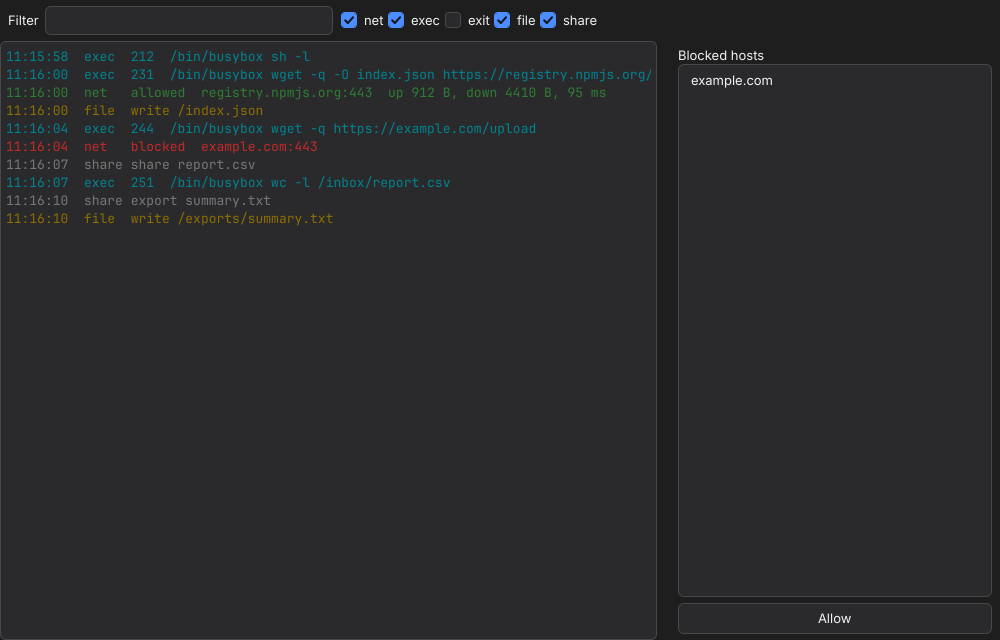 Filter net exec exit file share
11:15:58 exec 212 /bin/busybox sh -l
11:16:00 exec 231 /bin/busybox wget -q -O index.json https://registry.npmjs.org/
11:16:00 net allowed registry.npmjs.org:443 up 912 B, down 4410 B, 95 ms
11:16:00 file write /index.json
11:16:04 exec 244 /bin/busybox wget -q https://example.com/upload
11:16:04 net blocked example.com:443
11:16:07 share share report.csv
11:16:07 exec 251 /bin/busybox wc -l /inbox/report.csv
11:16:10 share export summary.txt
11:16:10 file write /exports/summary.txt
Blocked hosts
example.com
Allow